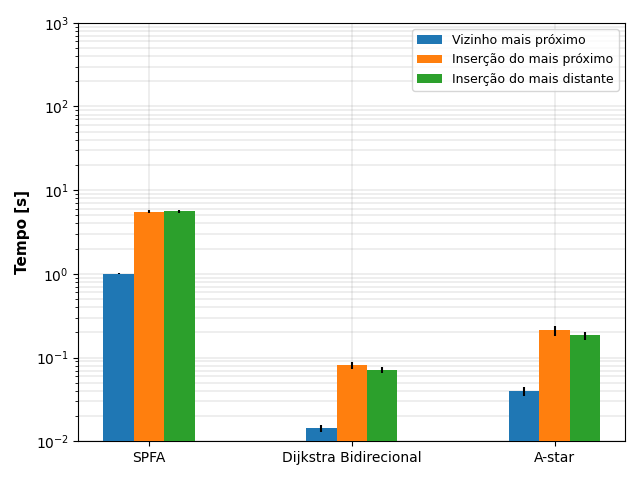 10³
10²
10¹
10⁰
10⁻¹
10⁻²
Tempo [s]
Vizinho mais próximo
Inserção do mais próximo
Inserção do mais distante
SPFA
Dijkstra Bidirecional
A-star